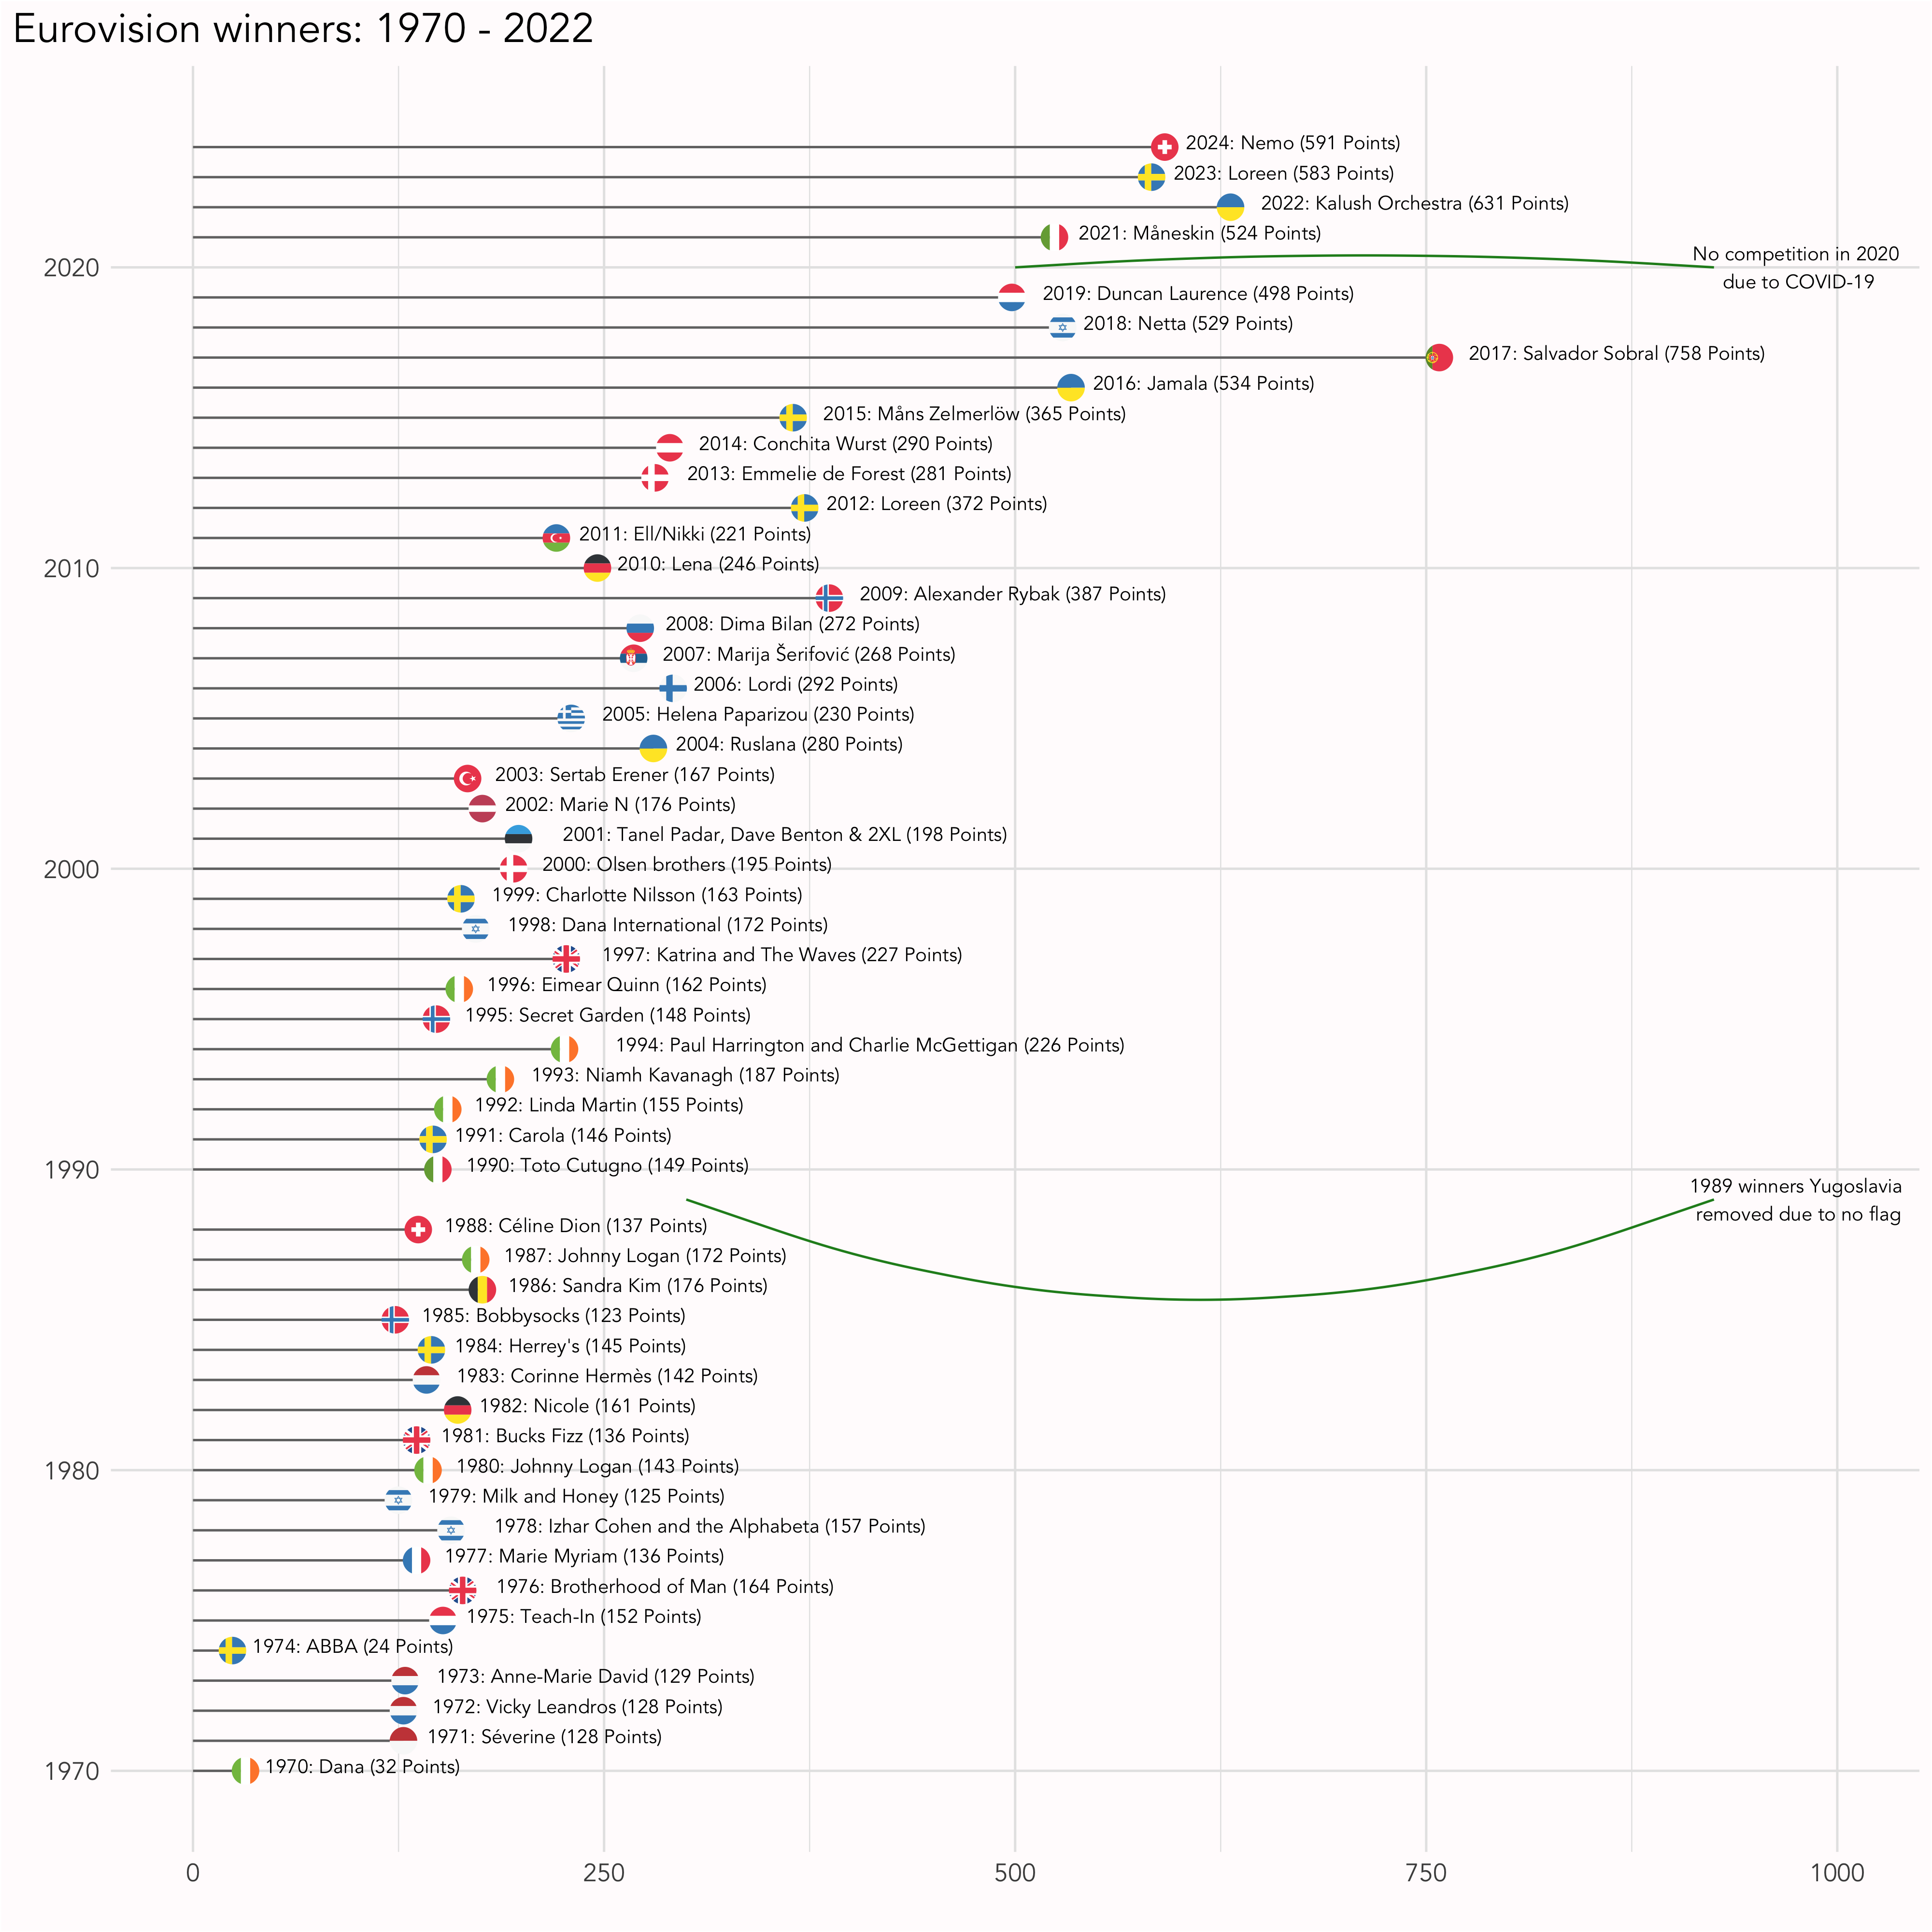 Eurovision winners: 1970 - 2022
2024: Nemo (591 Points)
2023: Loreen (583 Points)
2022: Kalush Orchestra (631 Points)
2021: Måneskin (524 Points)
No competition in 2020
due to COVID-19
2020
2019: Duncan Laurence (498 Points)
2018: Netta (529 Points)
2017: Salvador Sobral (758 Points)
2016: Jamala (534 Points)
2015: Måns Zelmerlöw (365 Points)
2014: Conchita Wurst (290 Points)
2013: Emmelie de Forest (281 Points)
2012: Loreen (372 Points)
2011: Ell/Nikki (221 Points)
2010
2010: Lena (246 Points)
2009: Alexander Rybak (387 Points)
2008: Dima Bilan (272 Points)
2007: Marija Šerifović (268 Points)
2006: Lordi (292 Points)
2005: Helena Paparizou (230 Points)
2004: Ruslana (280 Points)
2003: Sertab Erener (167 Points)
2002: Marie N (176 Points)
2001: Tanel Padar, Dave Benton & 2XL (198 Points)
2000
2000: Olsen brothers (195 Points)
1999: Charlotte Nilsson (163 Points)
1998: Dana International (172 Points)
1997: Katrina and The Waves (227 Points)
1996: Eimear Quinn (162 Points)
1995: Secret Garden (148 Points)
1994: Paul Harrington and Charlie McGettigan (226 Points)
1993: Niamh Kavanagh (187 Points)
1992: Linda Martin (155 Points)
1991: Carola (146 Points)
1990
1990: Toto Cutugno (149 Points)
1989 winners Yugoslavia
removed due to no flag
1988: Céline Dion (137 Points)
1987: Johnny Logan (172 Points)
1986: Sandra Kim (176 Points)
1985: Bobbysocks (123 Points)
1984: Herrey's (145 Points)
1983: Corinne Hermès (142 Points)
1982: Nicole (161 Points)
1981: Bucks Fizz (136 Points)
1980
1980: Johnny Logan (143 Points)
1979: Milk and Honey (125 Points)
1978: Izhar Cohen and the Alphabeta (157 Points)
1977: Marie Myriam (136 Points)
1976: Brotherhood of Man (164 Points)
1975: Teach-In (152 Points)
1974: ABBA (24 Points)
1973: Anne-Marie David (129 Points)
1972: Vicky Leandros (128 Points)
1971: Séverine (128 Points)
1970
1970: Dana (32 Points)
0
250
500
750
1000